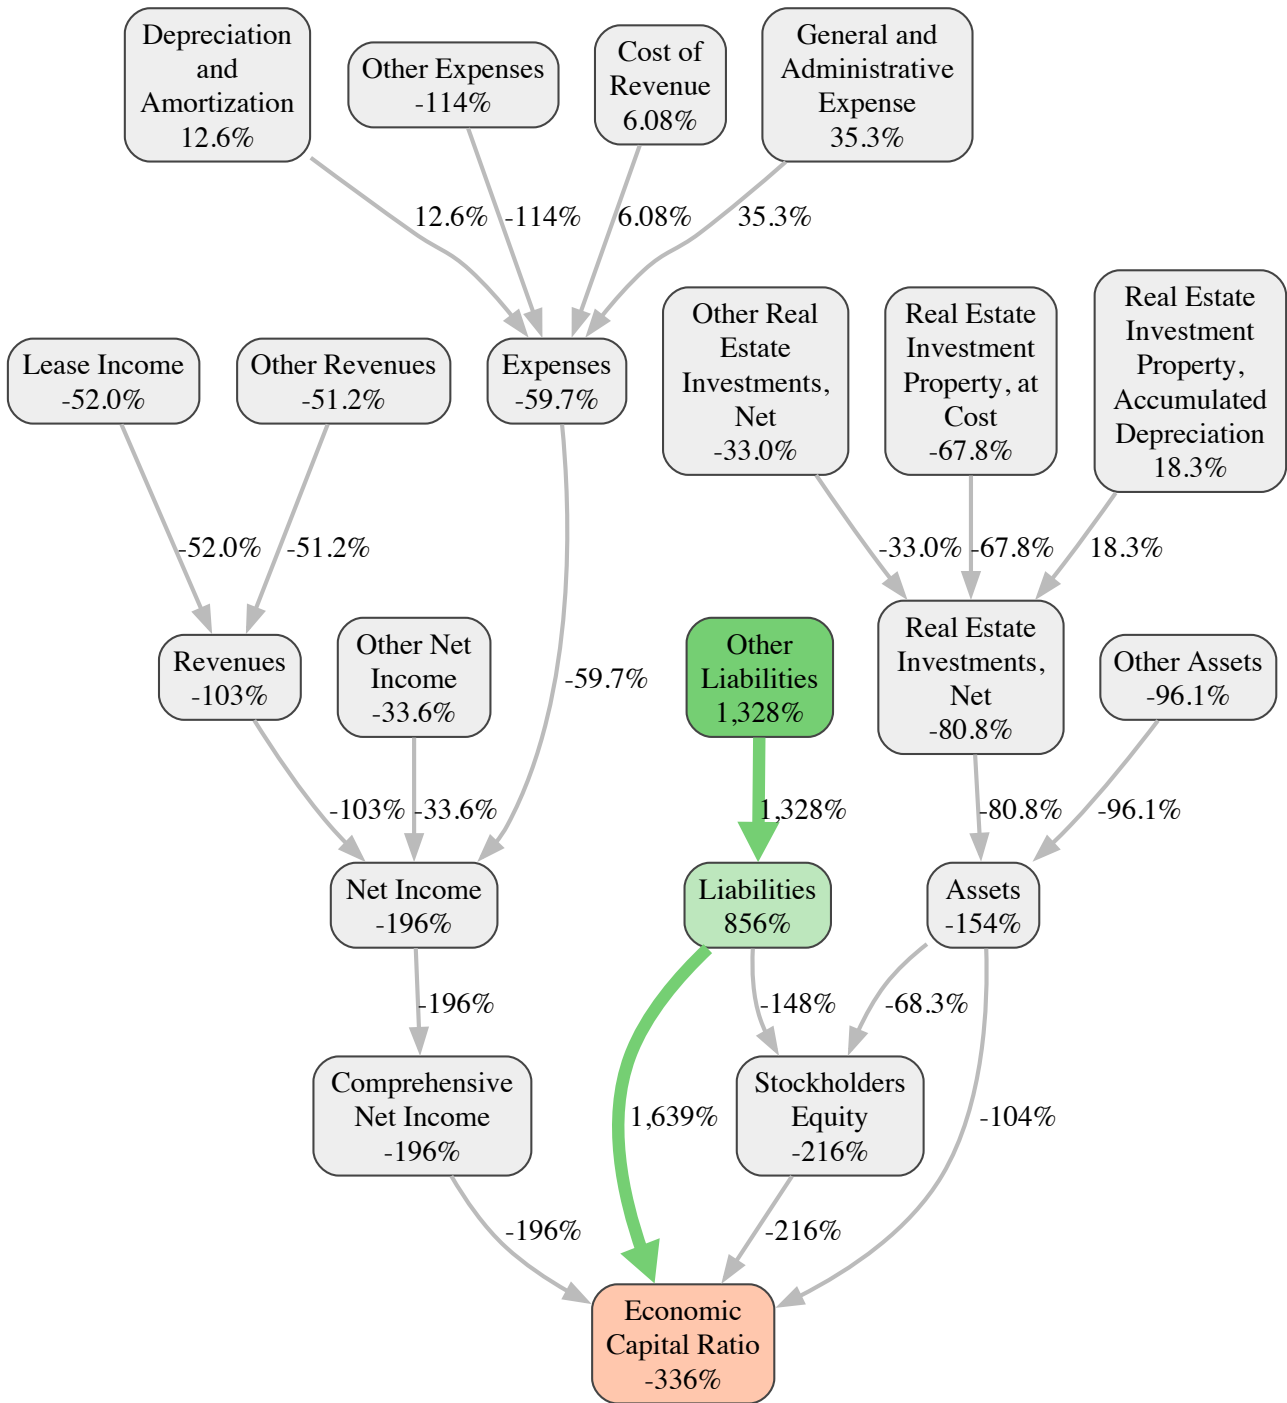 Depreciation
and
Amortization
12.6%
Other Expenses
-114%
Cost of
Revenue
6.08%
General and
Administrative
Expense
35.3%
12.6%
-114%
6.08%
35.3%
Lease Income
-52.0%
Other Revenues
-51.2%
Expenses
-59.7%
Other Real
Estate
Investments,
Net
-33.0%
Real Estate
Investment
Property, at
Cost
-67.8%
Real Estate
Investment
Property,
Accumulated
Depreciation
18.3%
-52.0%
-51.2%
-33.0%
-67.8%
18.3%
Revenues
-103%
Other Net
Income
-33.6%
-59.7%
Other
Liabilities
1,328%
Real Estate
Investments,
Net
-80.8%
Other Assets
-96.1%
-103%
-33.6%
1,328%
-80.8%
-96.1%
Net Income
-196%
Liabilities
856%
Assets
-154%
-196%
-148%
-68.3%
Comprehensive
Net Income
-196%
1,639%
Stockholders
Equity
-216%
-104%
-196%
-216%
Economic
Capital Ratio
-336%